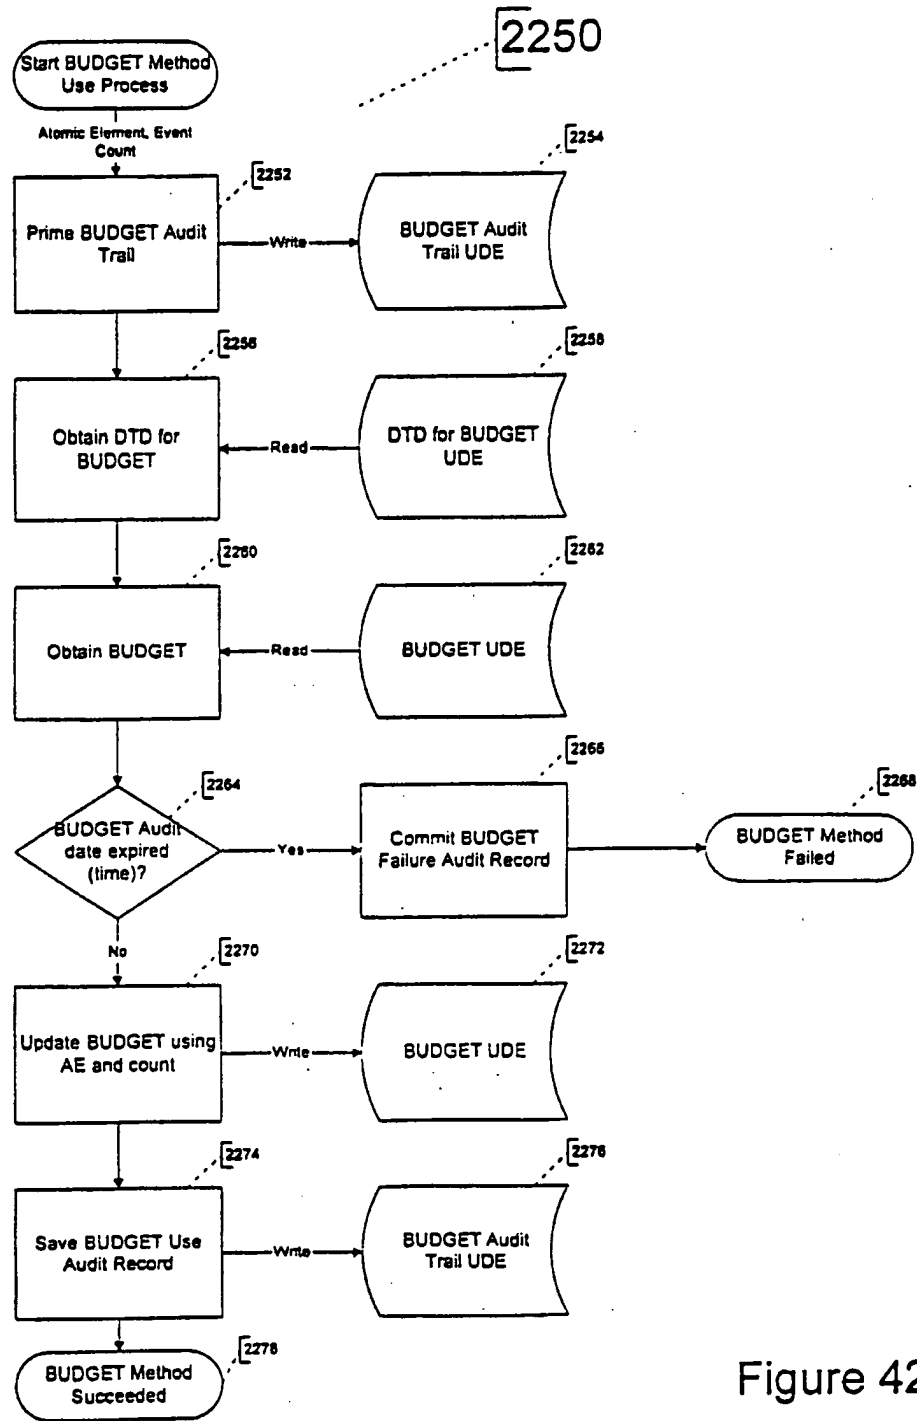 2250
Start BUDGET Method
Use Process
Atomic Element, Event
Count
2252
Prime BUDGET Audit
Trail
Write
2254
BUDGET Audit
Trail UDE
2256
Obtain DTD for
BUDGET
Read
2258
DTD for BUDGET
UDE
2260
Obtain BUDGET
Read
2262
BUDGET UDE
2264
BUDGET Audit
date expired
(time)?
Yes
2266
Commit BUDGET
Failure Audit Record
2268
BUDGET Method
Failed
No
2270
Update BUDGET using
AE and count
Write
2272
BUDGET UDE
2274
Save BUDGET Use
Audit Record
Write
2276
BUDGET Audit
Trail UDE
2278
BUDGET Method
Succeeded
Figure 42